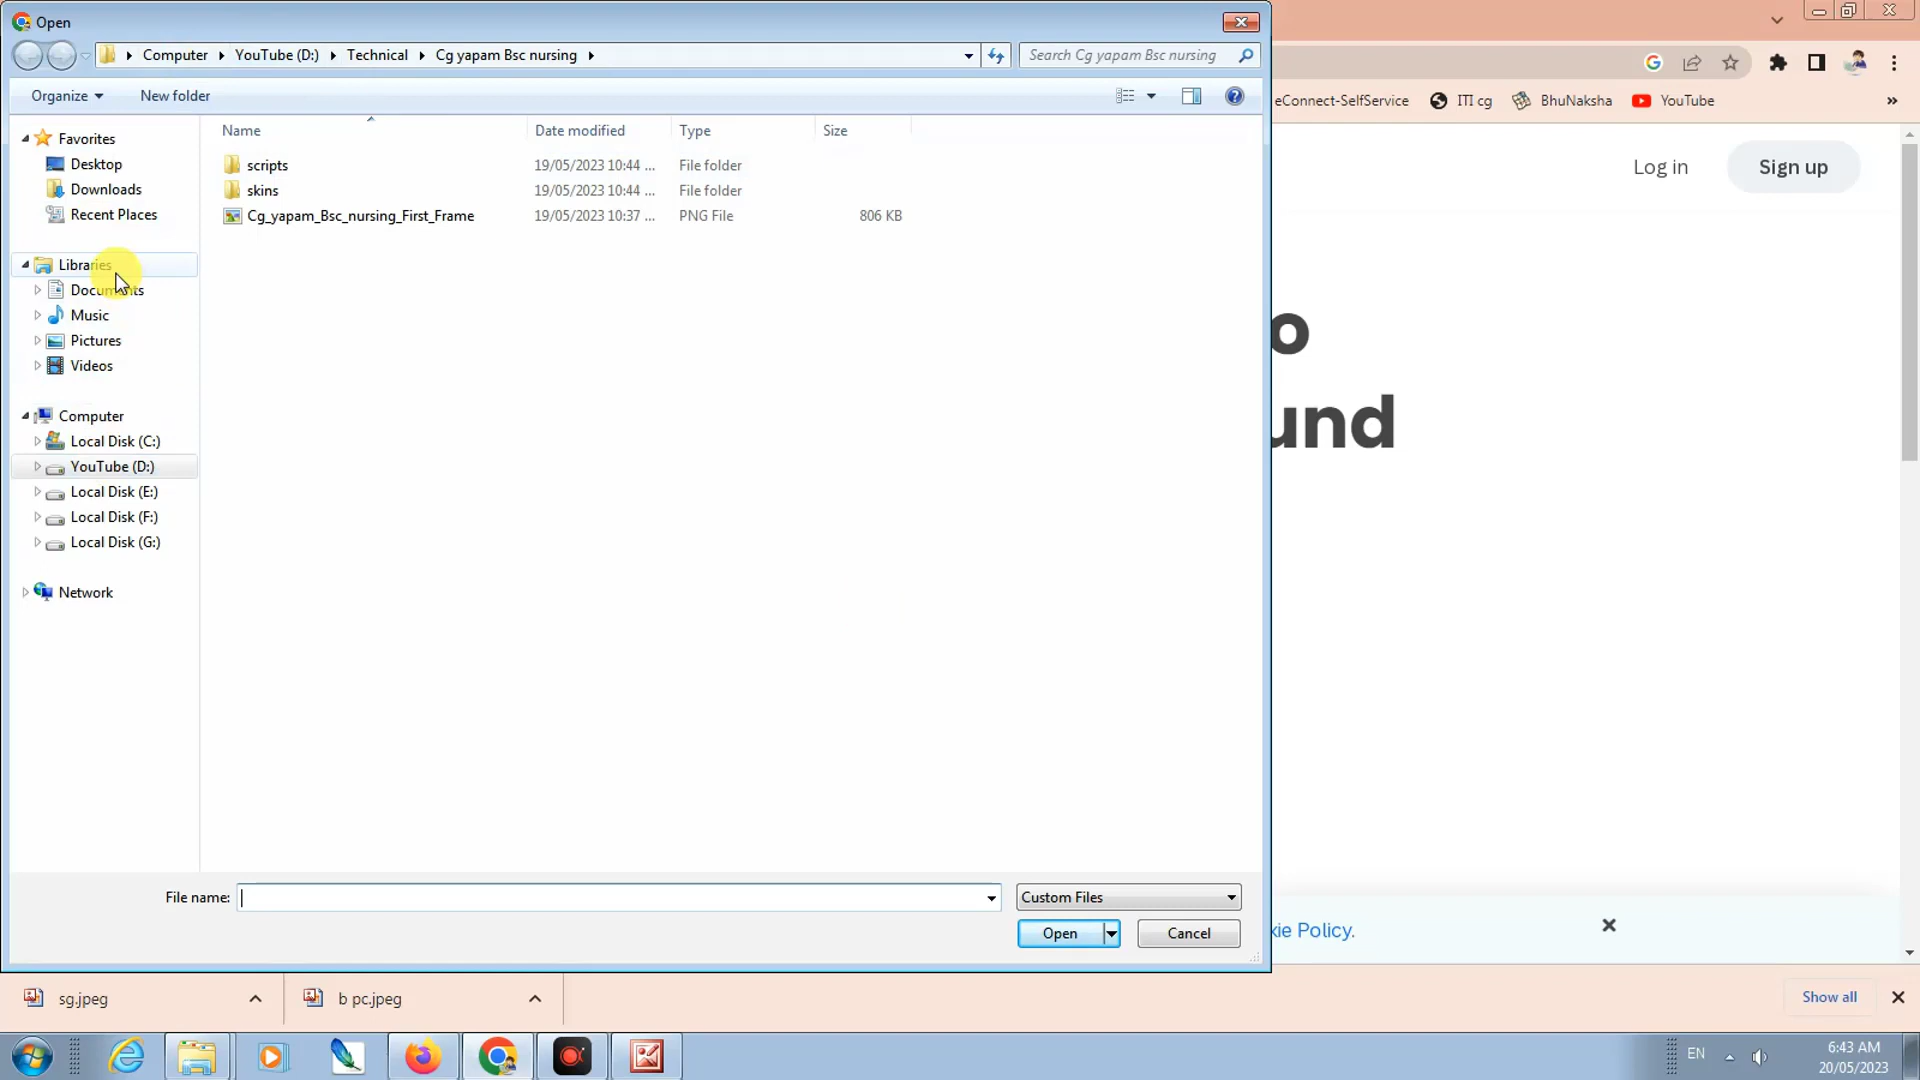 Open
Computer
YouTube (D:)
Technical
Cg yapam Bsc nursing
Search Cg yapam Bsc nursing
Organize
New folder
eConnect-SelfService
ITI cg
BhuNaksha
YouTube
»
Name
Date modified
Type
Size
Favorites
Desktop
Downloads
Recent Places
Libraries
Documents
Music
Pictures
Videos
Computer
Local Disk (C:)
YouTube (D:)
Local Disk (E:)
Local Disk (F:)
Local Disk (G:)
Network
scripts 19/05/2023 10:44 ... File folder
skins 19/05/2023 10:44 ... File folder
Cg_yapam_Bsc_nursing_First_Frame 19/05/2023 10:37 ... PNG File 806 KB
Log in
Sign up
o
und
File name:
Custom Files
Open
Cancel
kie Policy.
sg.jpeg
b pc.jpeg
Show all
EN
6:43 AM
20/05/2023